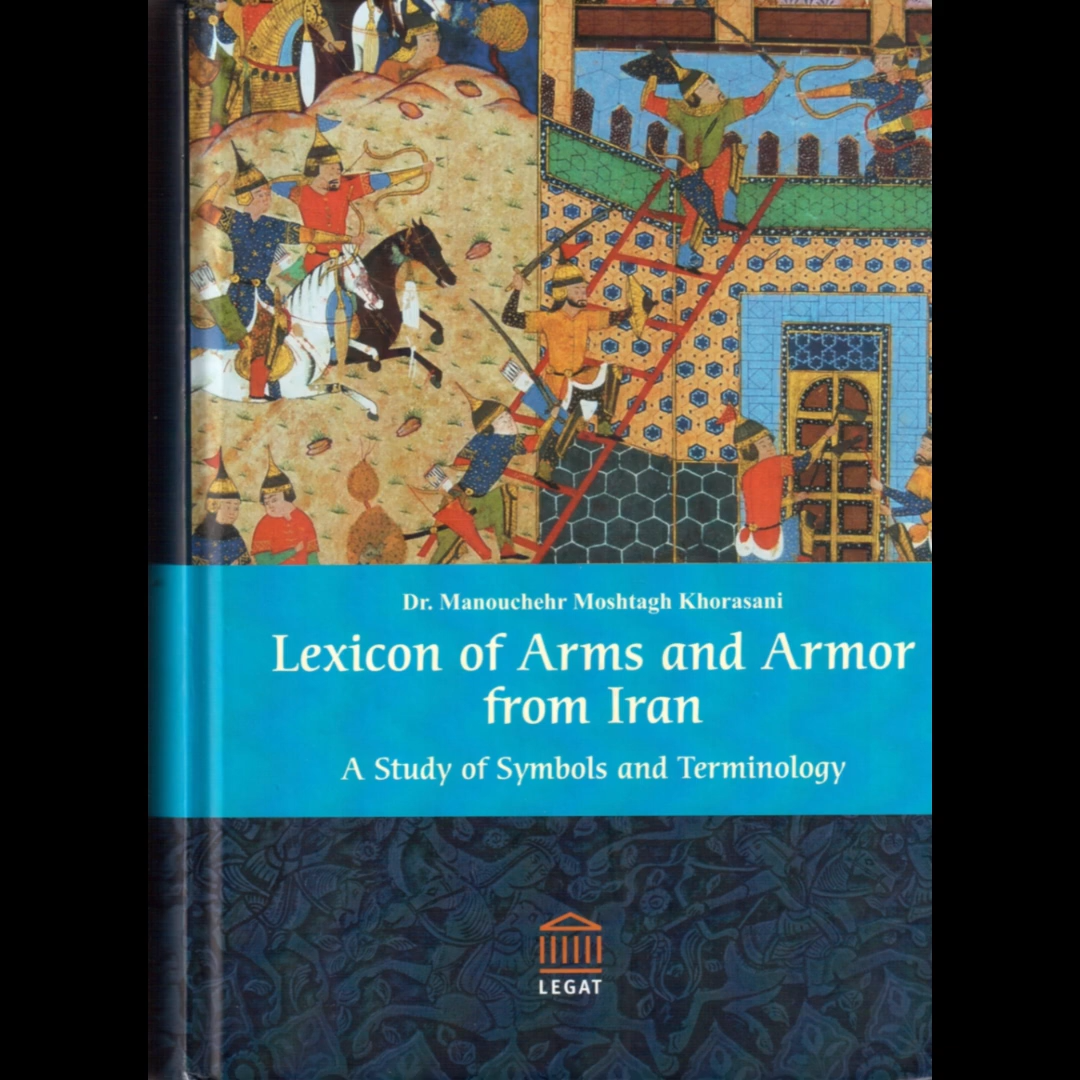 Dr. Manouchehr Moshtagh Khorasani
Lexicon of Arms and Armor
from Iran
A Study of Symbols and Terminology
LEGAT